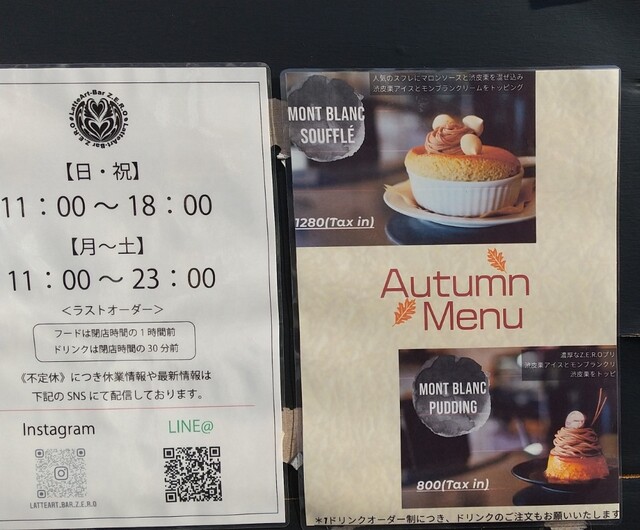 LatteArt-Bar Z.E.R.O LatteArt-Bar Z.E.R.O
【日・祝】
11：00 〜 18：00
【月〜土】
11：00 〜 23：00
＜ラストオーダー＞
フードは閉店時間の1時間前
ドリンクは閉店時間の30分前
《不定休》につき休業情報や最新情報は
下記の SNS にて配信しております。
Instagram
LINE@
LATTEART.BAR.Z.E.R.O
人気のスフレにマロンソースと渋皮栗を混ぜ込み
渋皮栗アイスとモンブランクリームをトッピング
MONT BLANC
SOUFFLÉ
1280(Tax in)
Autumn
Menu
濃厚なZ.E.R.Oプリ
渋皮栗アイスとモンブランクリ
渋皮栗をトッピ
MONT BLANC
PUDDING
800(Tax in)
＊1ドリンクオーダー制につき、ドリンクのご注文もお願いいたします